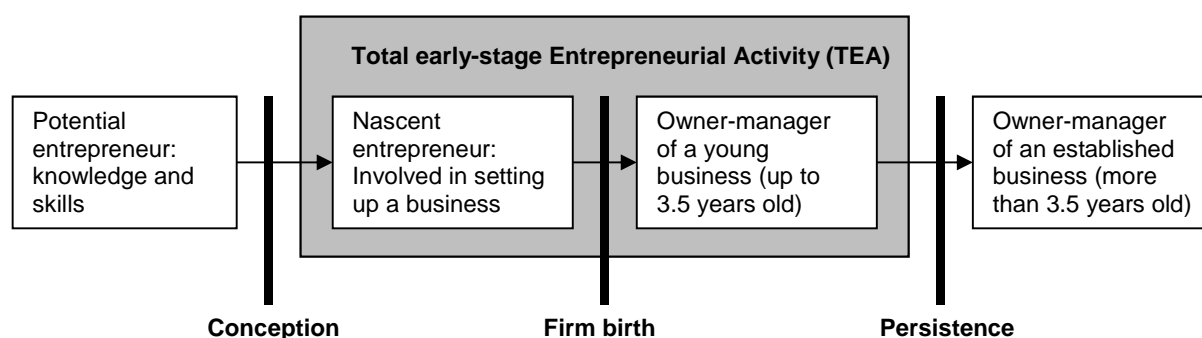 Total early-stage Entrepreneurial Activity (TEA)
Potential
entrepreneur:
knowledge and
skills
Nascent
entrepreneur:
Involved in setting
up a business
Owner-manager
of a young
business (up to
3.5 years old)
Owner-manager
of an established
business (more
than 3.5 years old)
Conception
Firm birth
Persistence